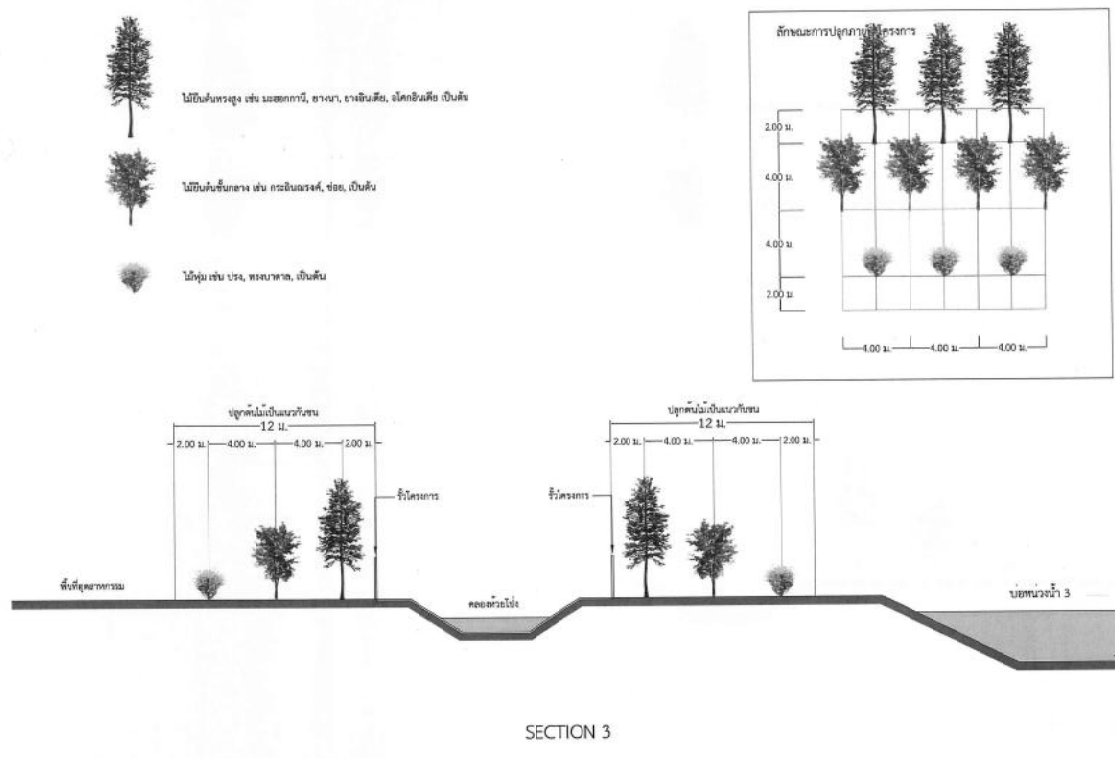 ลักษณะการปลูกภายในโครงการ
ไม้ยืนต้นทรงสูง เช่น มะฮอกกานี, ยางนา, ยางอินเดีย, อโศกอินเดีย เป็นต้น
ไม้ยืนต้นชั้นกลาง เช่น กระถินณรงค์, ข่อย, เป็นต้น
ไม้พุ่ม เช่น ปรง, ทรงบาดาล, เป็นต้น
2.00 ม.
4.00 ม.
4.00 ม.
2.00 ม.
4.00 ม. 4.00 ม. 4.00 ม.
ปลูกต้นไม้เป็นแนวกันชน
12 ม.
2.00 ม. 4.00 ม. 4.00 ม. 2.00 ม.
รั้วโครงการ
ปลูกต้นไม้เป็นแนวกันชน
12 ม.
2.00 ม. 4.00 ม. 4.00 ม. 2.00 ม.
รั้วโครงการ
พื้นที่อุตสาหกรรม
คลองห้วยโข่ง
บ่อหน่วงน้ำ 3
SECTION 3